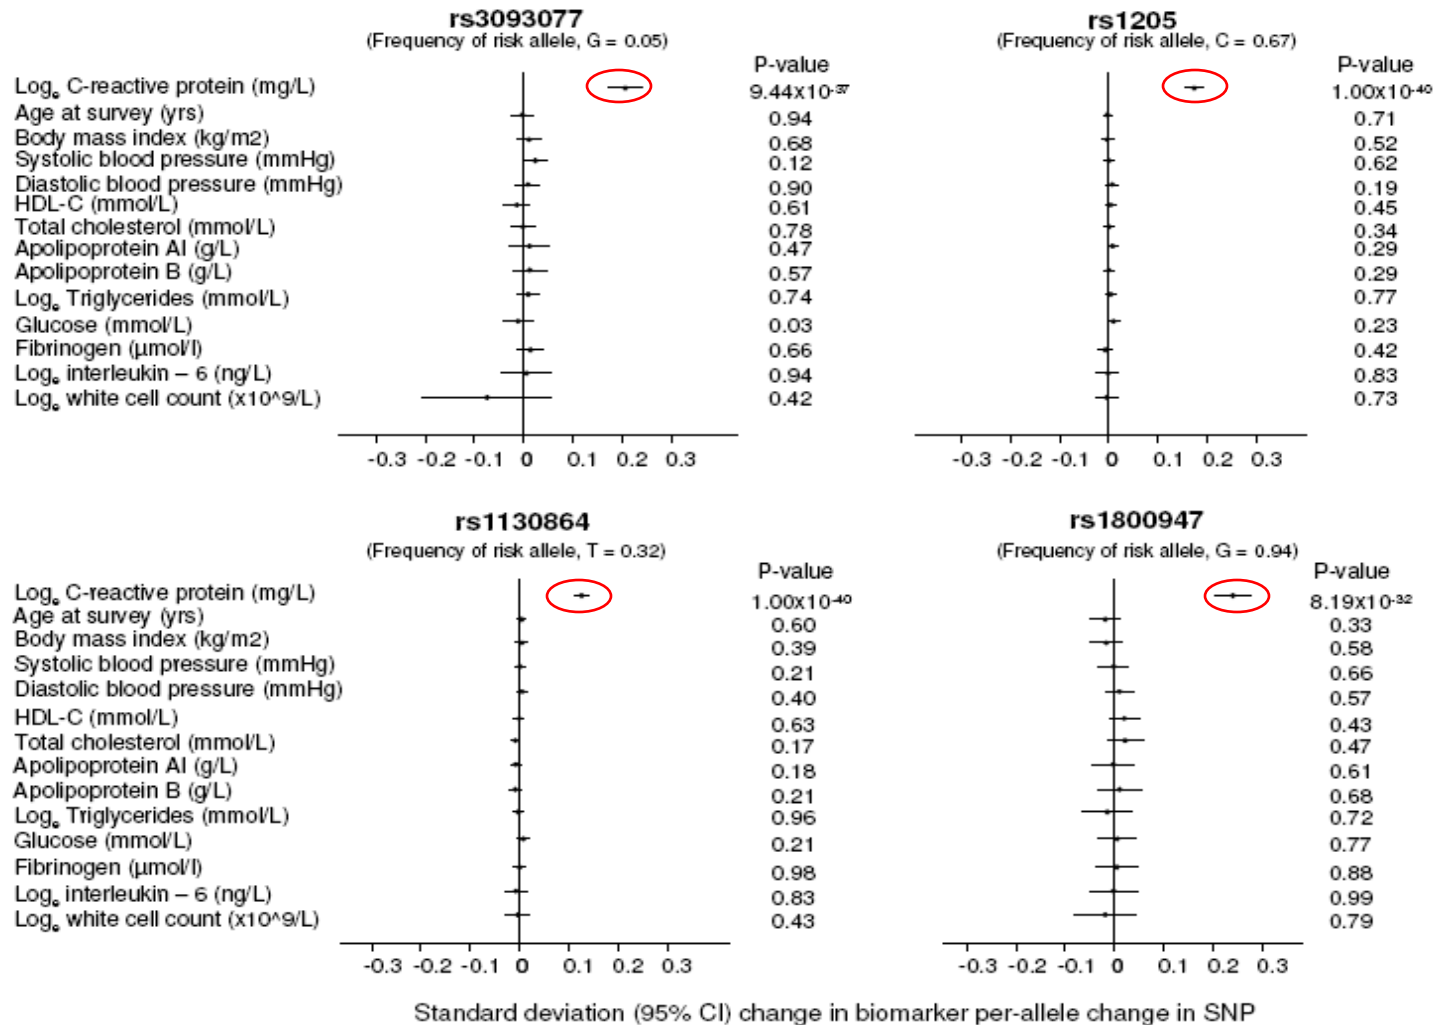 rs3093077
(Frequency of risk allele, G = 0.05)
P-value
Logₑ C-reactive protein (mg/L) 9.44x10⁻³⁷
Age at survey (yrs) 0.94
Body mass index (kg/m2) 0.68
Systolic blood pressure (mmHg) 0.12
Diastolic blood pressure (mmHg) 0.90
HDL-C (mmol/L) 0.61
Total cholesterol (mmol/L) 0.78
Apolipoprotein AI (g/L) 0.47
Apolipoprotein B (g/L) 0.57
Logₑ Triglycerides (mmol/L) 0.74
Glucose (mmol/L) 0.03
Fibrinogen (µmol/l) 0.66
Logₑ interleukin – 6 (ng/L) 0.94
Logₑ white cell count (x10^9/L) 0.42
-0.3 -0.2 -0.1 0 0.1 0.2 0.3
rs1205
(Frequency of risk allele, C = 0.67)
P-value
1.00x10⁻⁴⁰
0.71
0.52
0.62
0.19
0.45
0.34
0.29
0.29
0.77
0.23
0.42
0.83
0.73
-0.3 -0.2 -0.1 0 0.1 0.2 0.3
rs1130864
(Frequency of risk allele, T = 0.32)
P-value
Logₑ C-reactive protein (mg/L) 1.00x10⁻⁴⁰
Age at survey (yrs) 0.60
Body mass index (kg/m2) 0.39
Systolic blood pressure (mmHg) 0.21
Diastolic blood pressure (mmHg) 0.40
HDL-C (mmol/L) 0.63
Total cholesterol (mmol/L) 0.17
Apolipoprotein AI (g/L) 0.18
Apolipoprotein B (g/L) 0.21
Logₑ Triglycerides (mmol/L) 0.96
Glucose (mmol/L) 0.21
Fibrinogen (µmol/l) 0.98
Logₑ interleukin – 6 (ng/L) 0.83
Logₑ white cell count (x10^9/L) 0.43
-0.3 -0.2 -0.1 0 0.1 0.2 0.3
rs1800947
(Frequency of risk allele, G = 0.94)
P-value
8.19x10⁻³²
0.33
0.58
0.66
0.57
0.43
0.47
0.61
0.68
0.72
0.77
0.88
0.99
0.79
-0.3 -0.2 -0.1 0 0.1 0.2 0.3
Standard deviation (95% CI) change in biomarker per-allele change in SNP